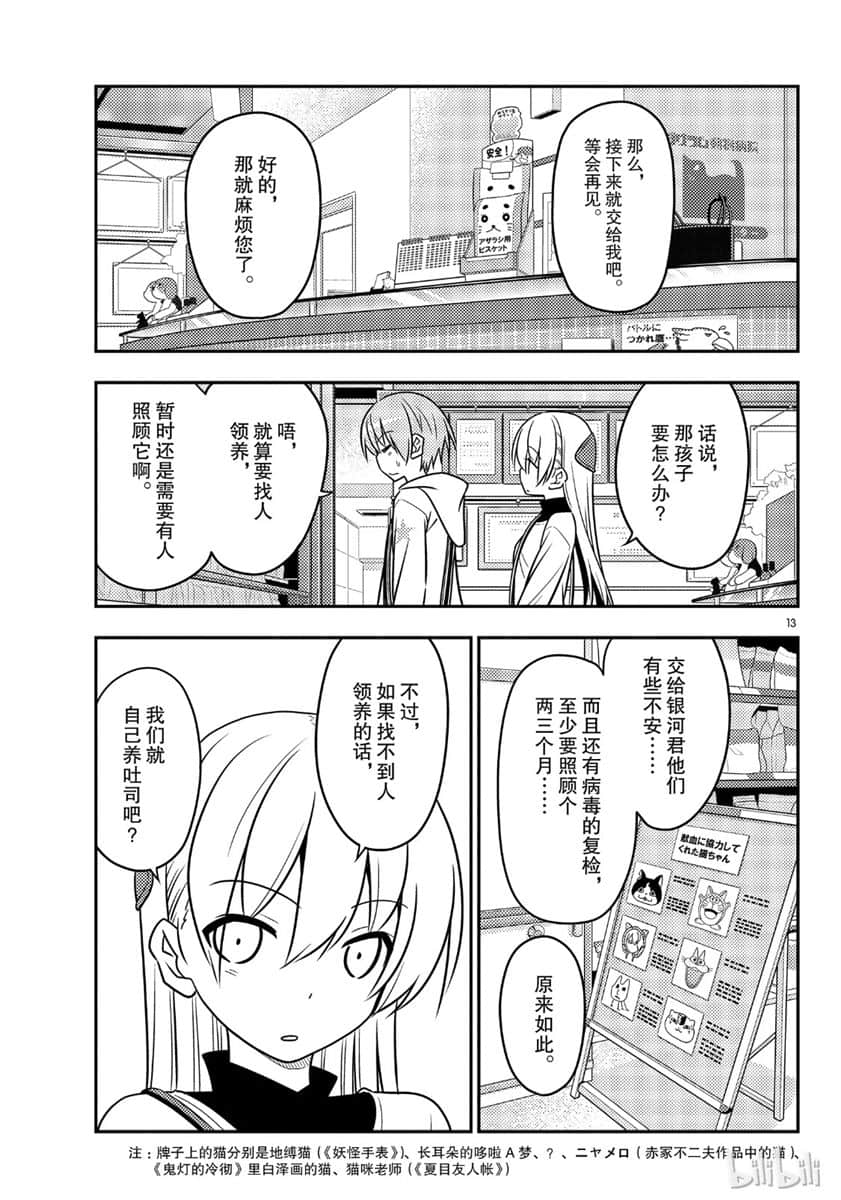 那么，
接下来就交给我吧。
等会再见。
好的，
那就麻烦您了。
安全！
アザラシ用
ビスケット
バトルに
つかれ鷹…
话说，
那孩子
要怎么办？
唔，
就算要找人
领养，
暂时还是需要有人
照顾它啊。
13
交给银河君他们
有些不安……
而且还有病毒的复检，
至少要照顾个
两三个月……
原来如此。
献血に協力して
くれた猫ちゃん
不过，
如果找不到人
领养的话，
我们就
自己养吐司吧？
注：牌子上的猫分别是地缚猫（《妖怪手表》）、长耳朵的哆啦A梦、？、ニヤメロ（赤冢不二夫作品中的猫）、
《鬼灯的冷彻》里白泽画的猫、猫咪老师（《夏目友人帐》）
bilibili